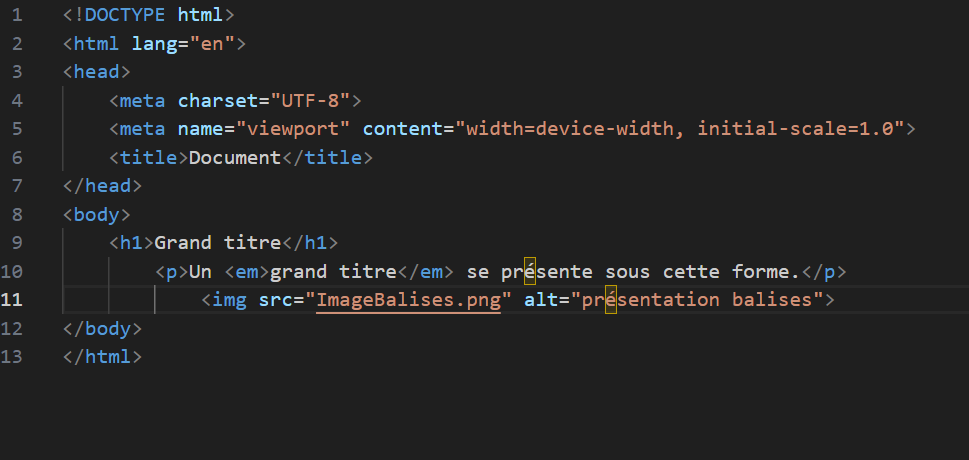 1 <!DOCTYPE html>
2 <html lang="en">
3 <head>
4     <meta charset="UTF-8">
5     <meta name="viewport" content="width=device-width, initial-scale=1.0">
6     <title>Document</title>
7 </head>
8 <body>
9     <h1>Grand titre</h1>
10         <p>Un <em>grand titre</em> se présente sous cette forme.</p>
11             <img src="ImageBalises.png" alt="présentation balises">
12 </body>
13 </html>